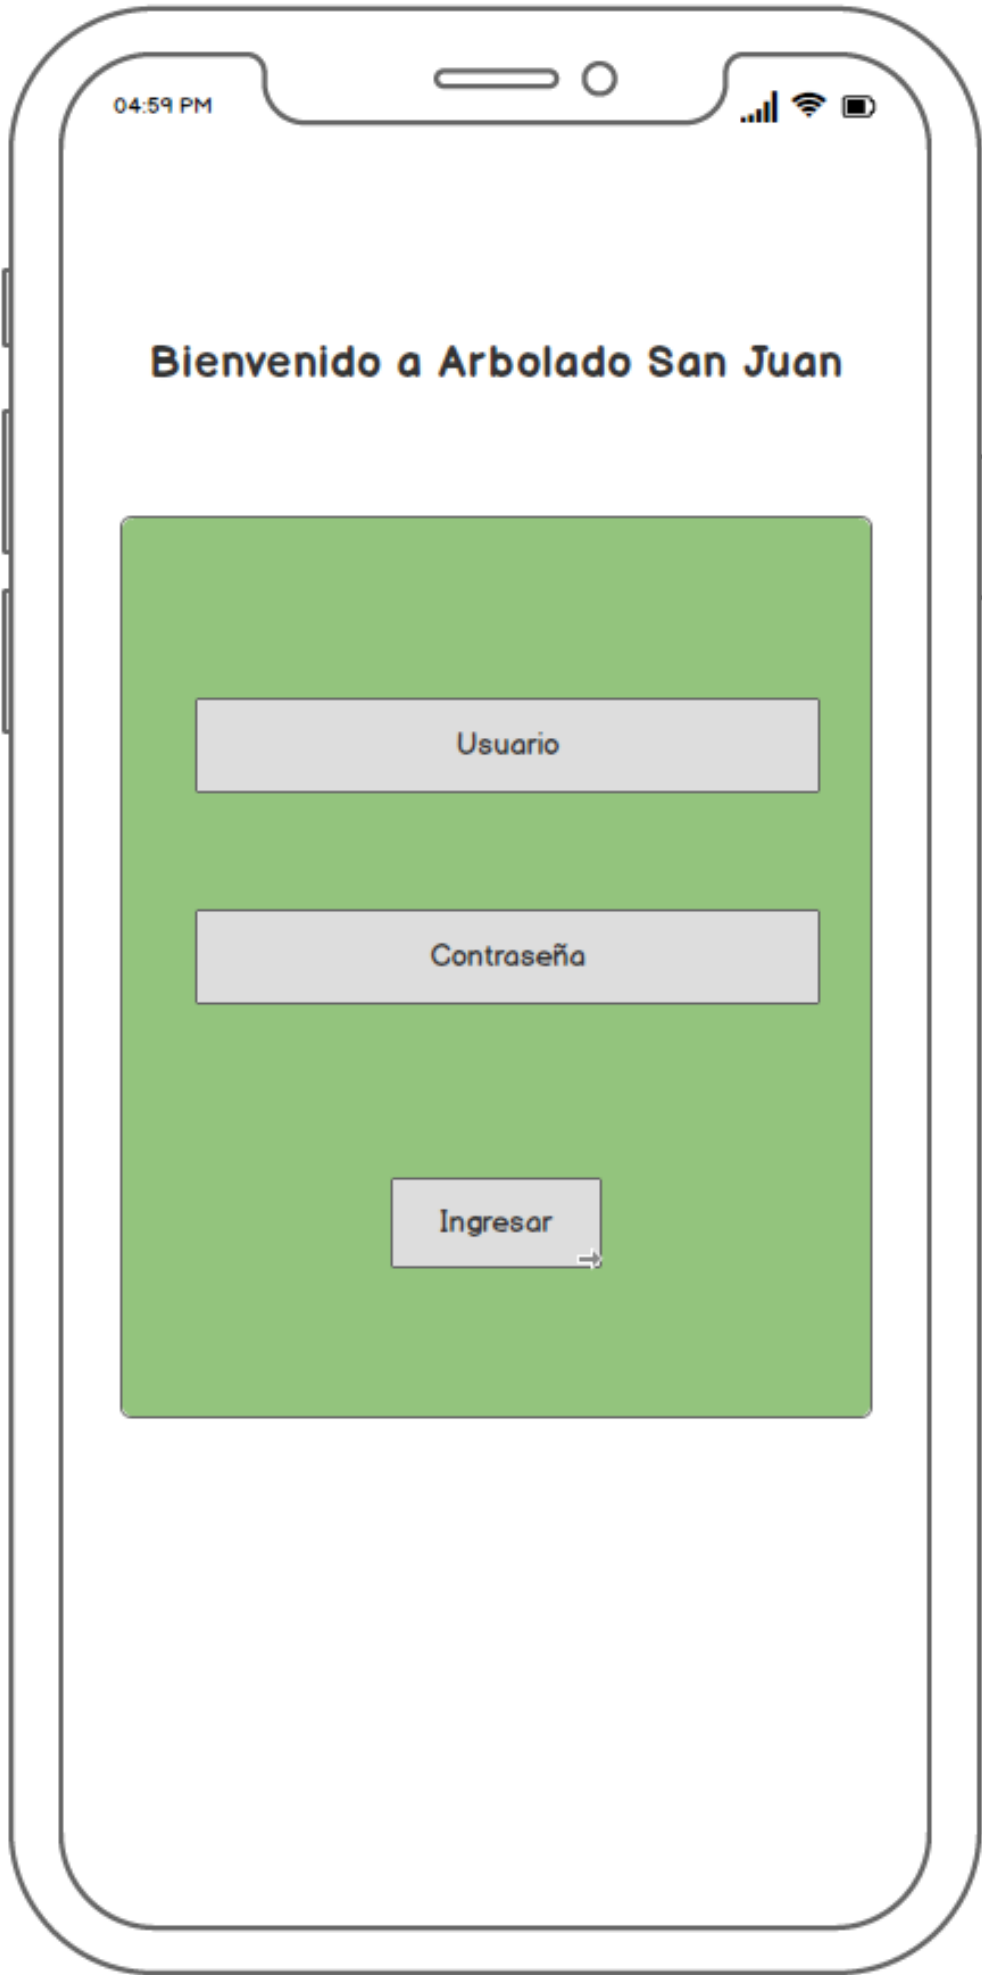 04:59 PM
Bienvenido a Arbolado San Juan
Usuario
Contraseña
Ingresar